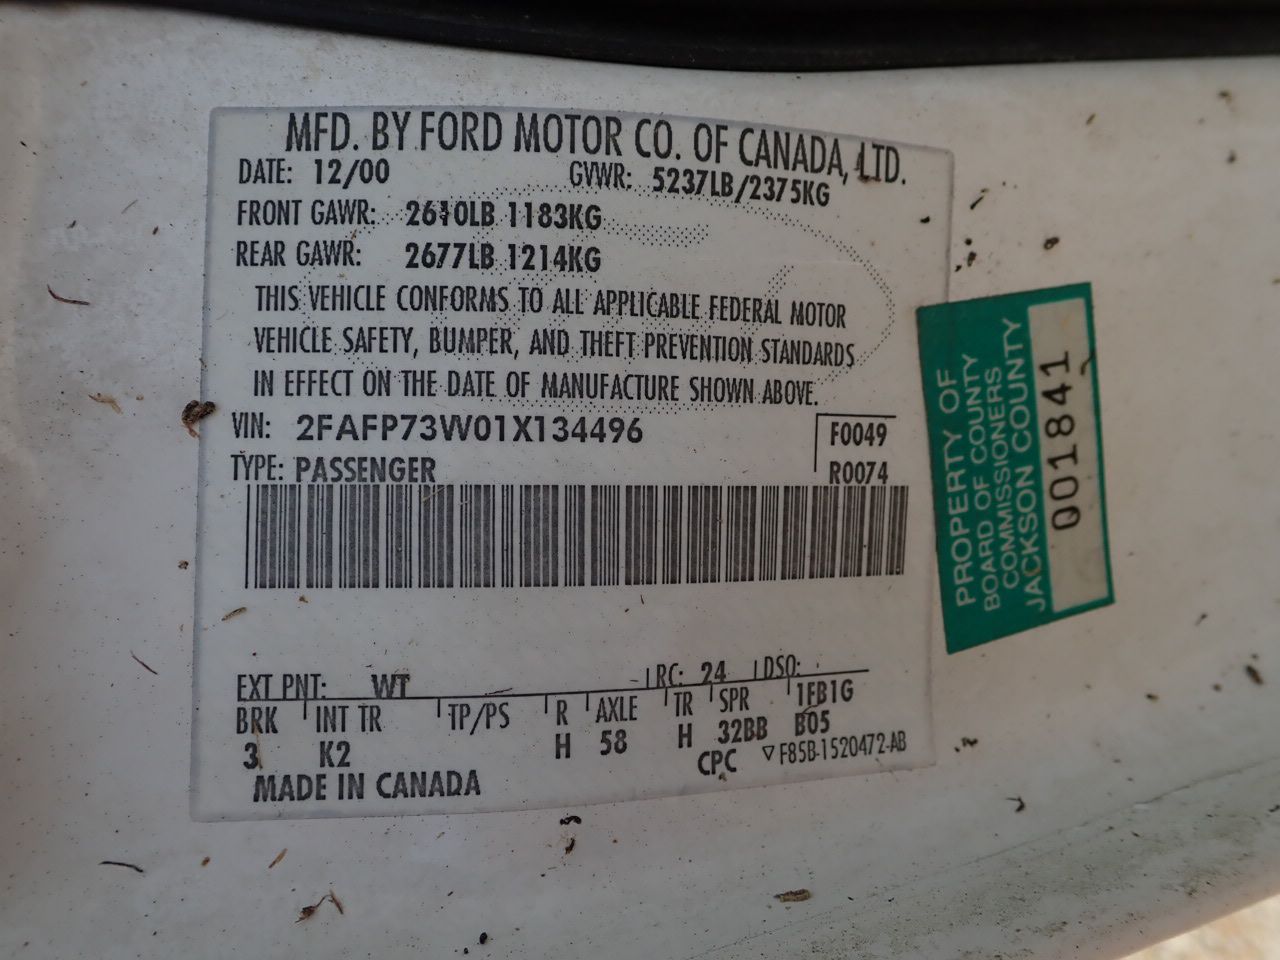 MFD. BY FORD MOTOR CO. OF CANADA, LTD.
DATE: 12/00 GVWR: 5237LB/2375KG
FRONT GAWR: 2610LB 1183KG
REAR GAWR: 2677LB 1214KG
THIS VEHICLE CONFORMS TO ALL APPLICABLE FEDERAL MOTOR
VEHICLE SAFETY, BUMPER, AND THEFT PREVENTION STANDARDS
IN EFFECT ON THE DATE OF MANUFACTURE SHOWN ABOVE.
VIN: 2FAFP73W01X134496 F0049
TYPE: PASSENGER R0074
EXT PNT: WT RC: 24 DSO:
BRK INT TR TP/PS R AXLE TR SPR 1FB1G
3 K2 H 58 H 32BB B05
CPC ▽F85B-1520472-AB
MADE IN CANADA
PROPERTY OF
BOARD OF COUNTY
COMMISSIONERS
JACKSON COUNTY
001841